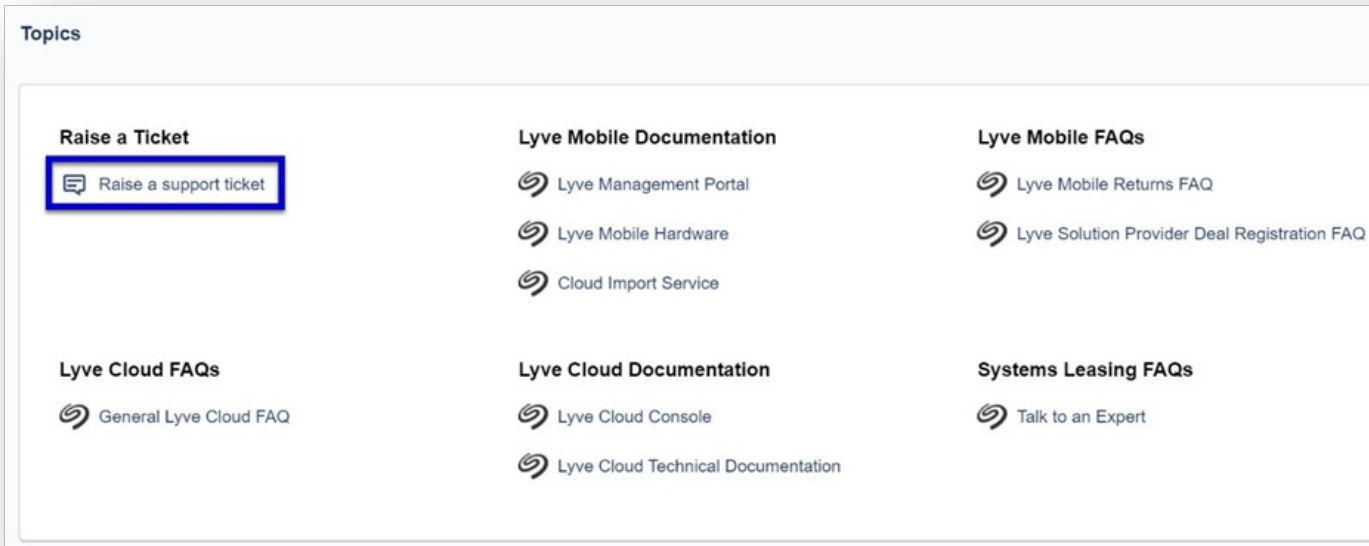 Topics
Raise a Ticket
Raise a support ticket
Lyve Mobile Documentation
Lyve Management Portal
Lyve Mobile Hardware
Cloud Import Service
Lyve Mobile FAQs
Lyve Mobile Returns FAQ
Lyve Solution Provider Deal Registration FAQ
Lyve Cloud FAQs
General Lyve Cloud FAQ
Lyve Cloud Documentation
Lyve Cloud Console
Lyve Cloud Technical Documentation
Systems Leasing FAQs
Talk to an Expert